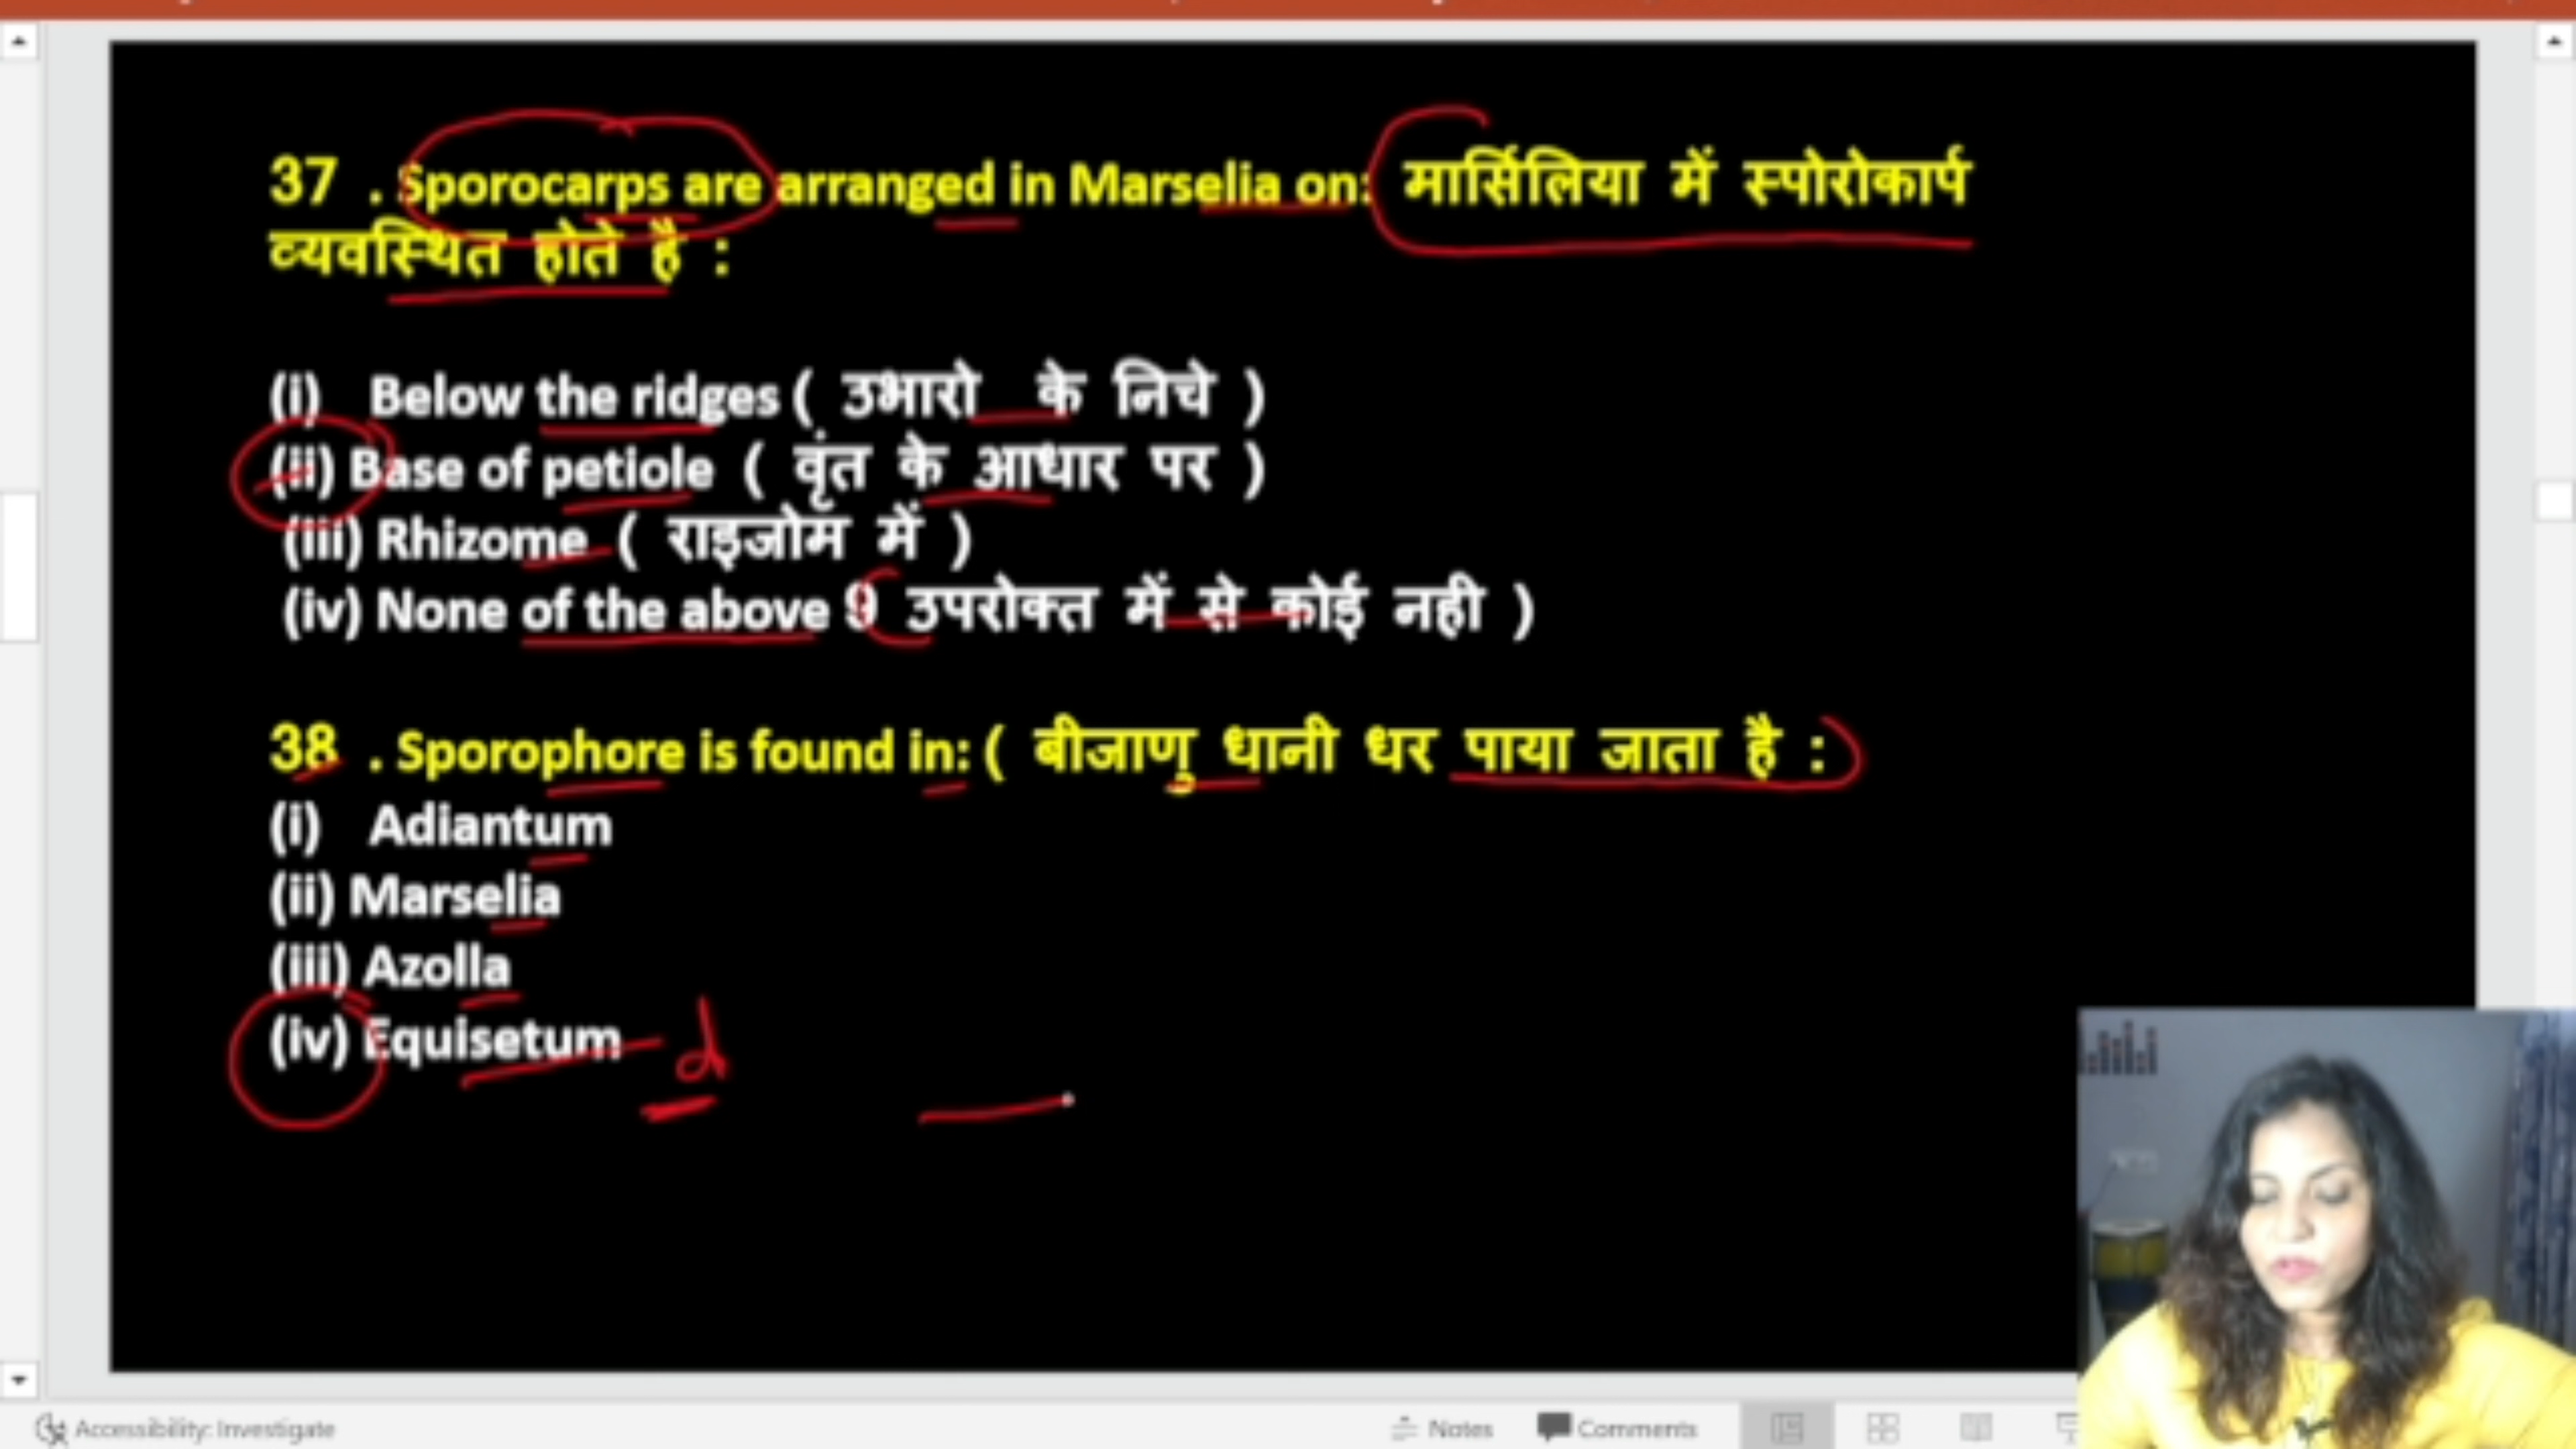 37 . Sporocarps are arranged in Marselia on: मार्सिलिया में स्पोरोकार्प
व्यवस्थित होते है :
(i) Below the ridges ( उभारो के निचे )
(ii) Base of petiole ( वृंत के आधार पर )
(iii) Rhizome ( राइजोम में )
(iv) None of the above 9 उपरोक्त में से कोई नही )
38 . Sporophore is found in: ( बीजाणु धानी धर पाया जाता है :
(i) Adiantum
(ii) Marselia
(iii) Azolla
(iv) Equisetum d
Accessibility: Investigate
Notes Comments